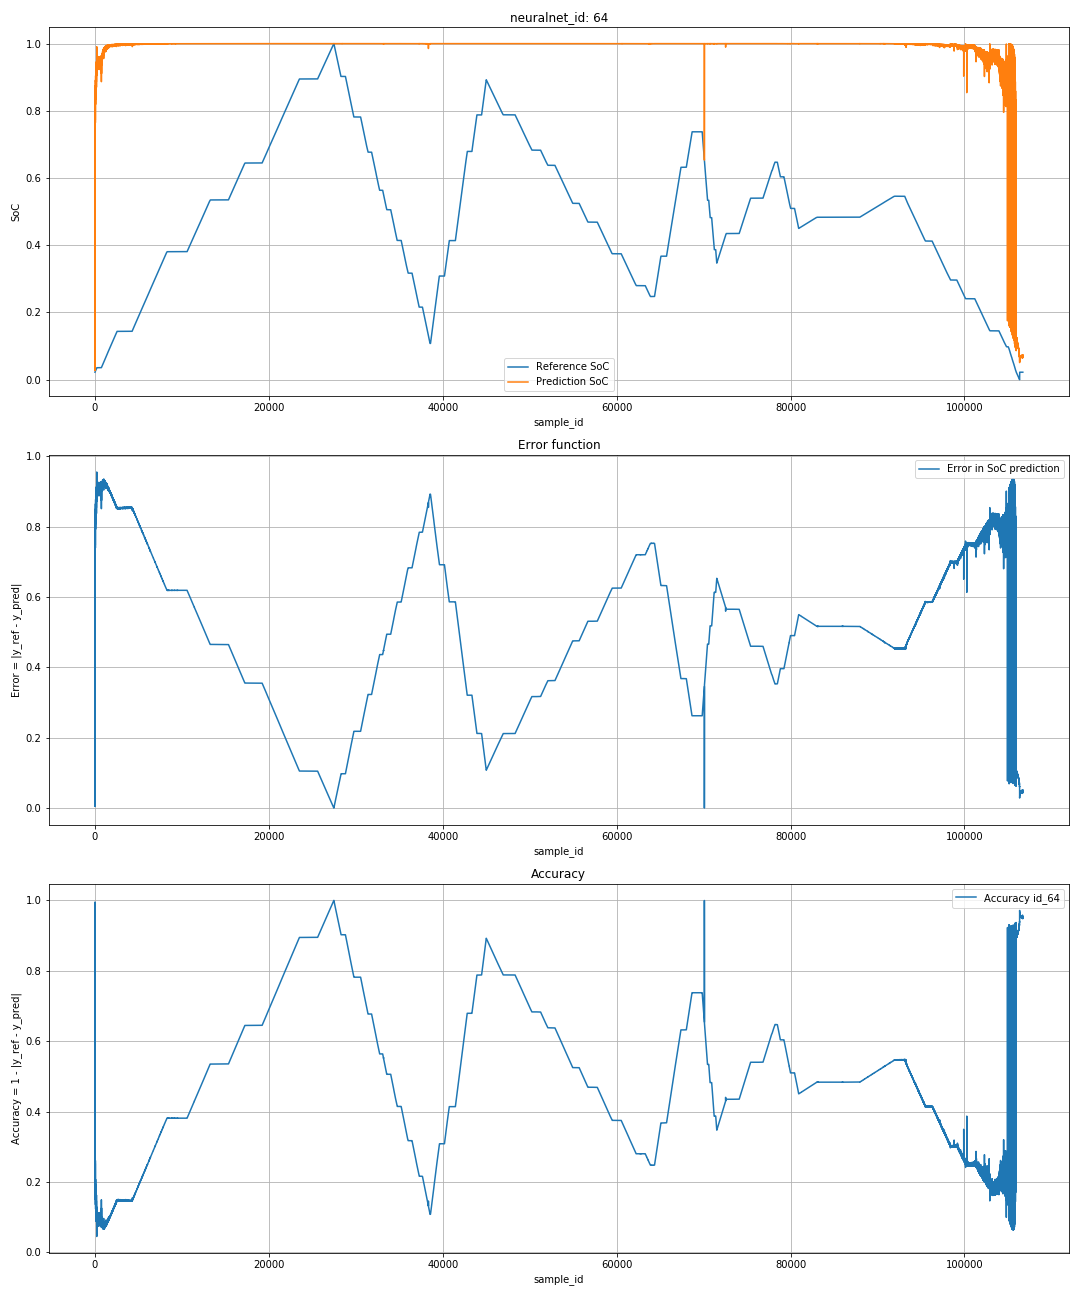 neuralnet_id: 64
1.0
0.8
0.6
0.4
0.2
0.0
SoC
Reference SoC
Prediction SoC
0 20000 40000 60000 80000 100000
sample_id
Error function
1.0
0.8
0.6
0.4
0.2
0.0
Error = |y_ref - y_pred|
Error in SoC prediction
0 20000 40000 60000 80000 100000
sample_id
Accuracy
1.0
0.8
0.6
0.4
0.2
0.0
Accuracy = 1 - |y_ref - y_pred|
Accuracy id_64
0 20000 40000 60000 80000 100000
sample_id